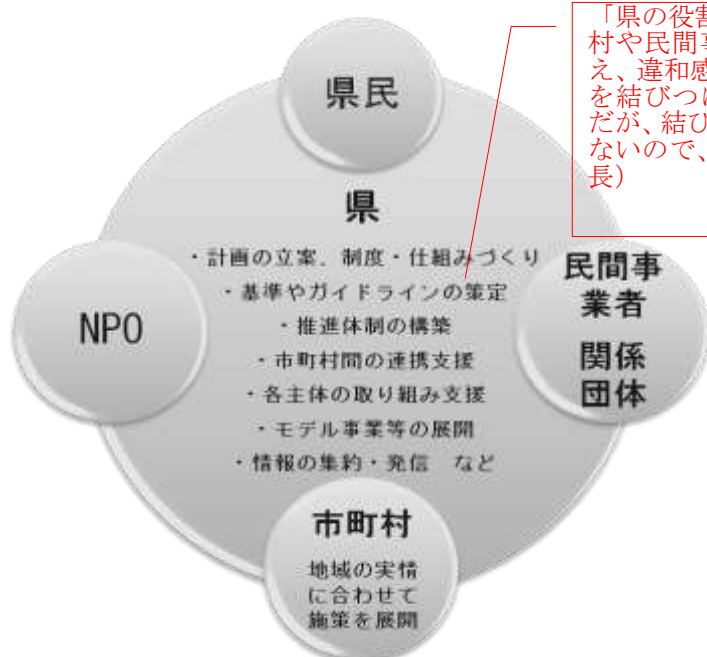 県民
「県の役割
村や民間事
え、違和感
を結びつけ
だが、結び
ないので、
長）
県
・計画の立案、制度・仕組みづくり
・基準やガイドラインの策定
・推進体制の構築
・市町村間の連携支援
・各主体の取り組み支援
・モデル事業等の展開
・情報の集約・発信　など
NPO
民間事
業者
関係
団体
市町村
地域の実情
に合わせて
施策を展開